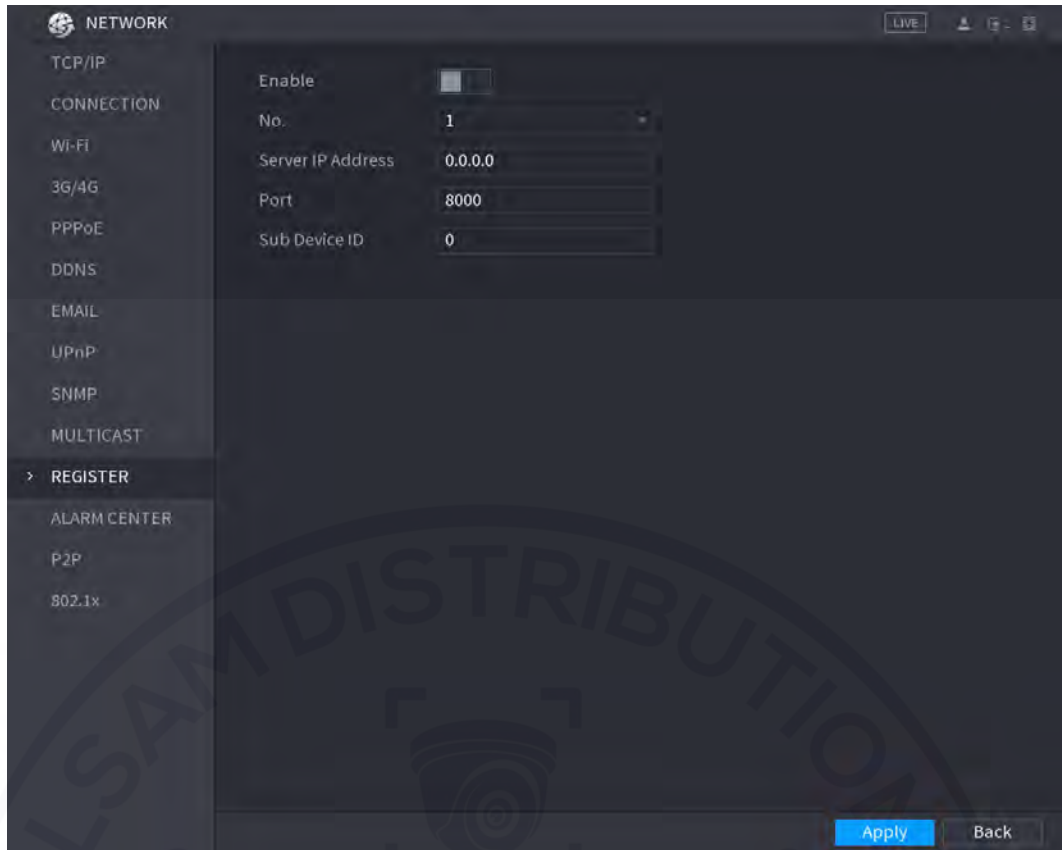 NETWORK
LIVE
TCP/IP
CONNECTION
Wi-Fi
3G/4G
PPPoE
DDNS
EMAIL
UPnP
SNMP
MULTICAST
> REGISTER
ALARM CENTER
P2P
802.1x
Enable
No. 1
Server IP Address 0.0.0.0
Port 8000
Sub Device ID 0
Apply Back
LSAM DISTRIBUTION